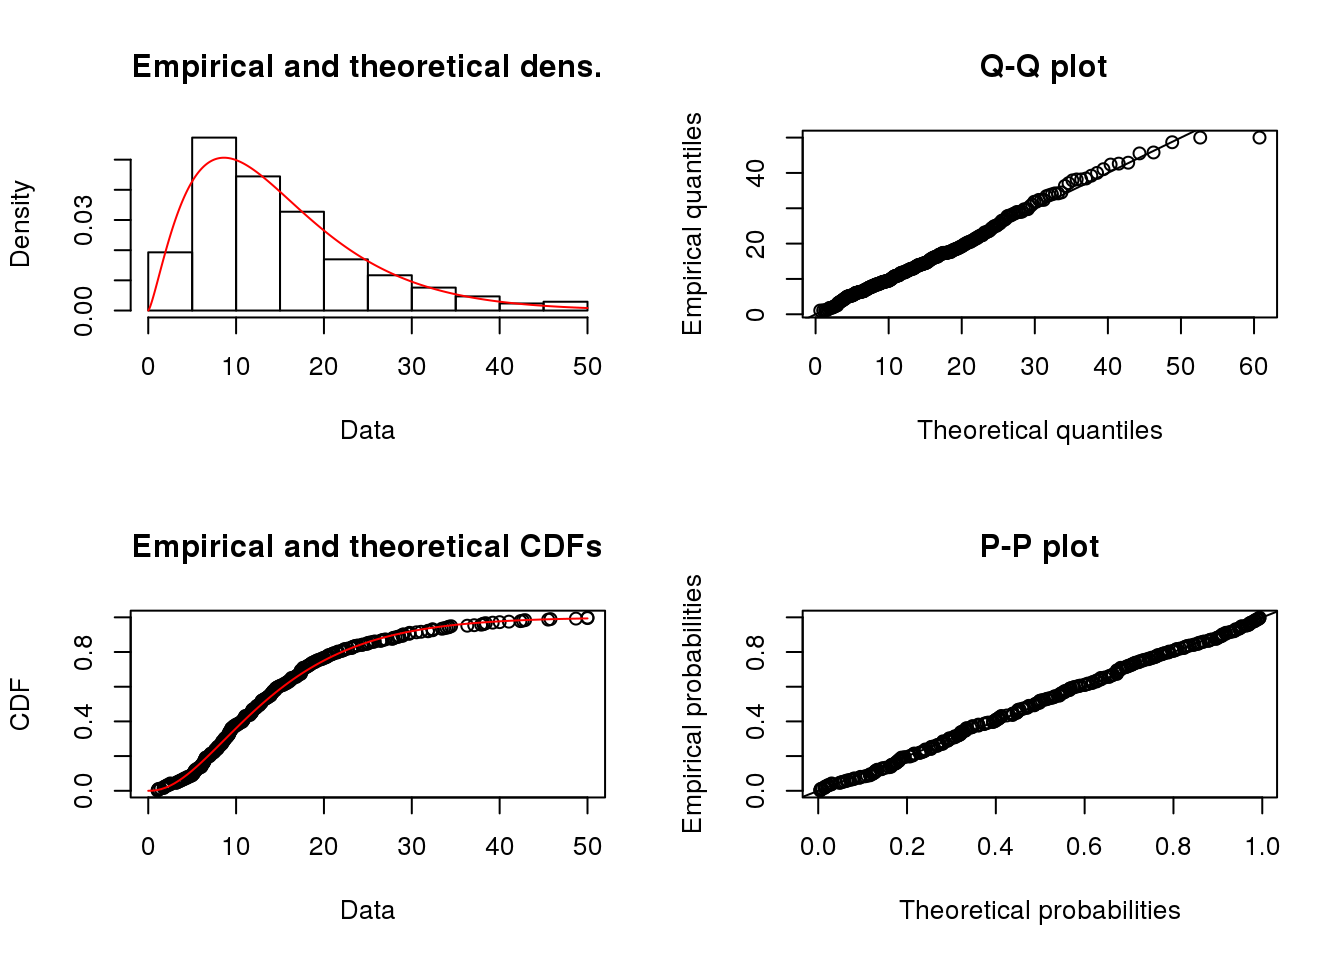 Empirical and theoretical dens.
Density
0.00 0.03
0 10 20 30 40 50
Data
Q-Q plot
Empirical quantiles
0 20 40
0 10 20 30 40 50 60
Theoretical quantiles
Empirical and theoretical CDFs
CDF
0.0 0.4 0.8
0 10 20 30 40 50
Data
P-P plot
Empirical probabilities
0.0 0.4 0.8
0.0 0.2 0.4 0.6 0.8 1.0
Theoretical probabilities